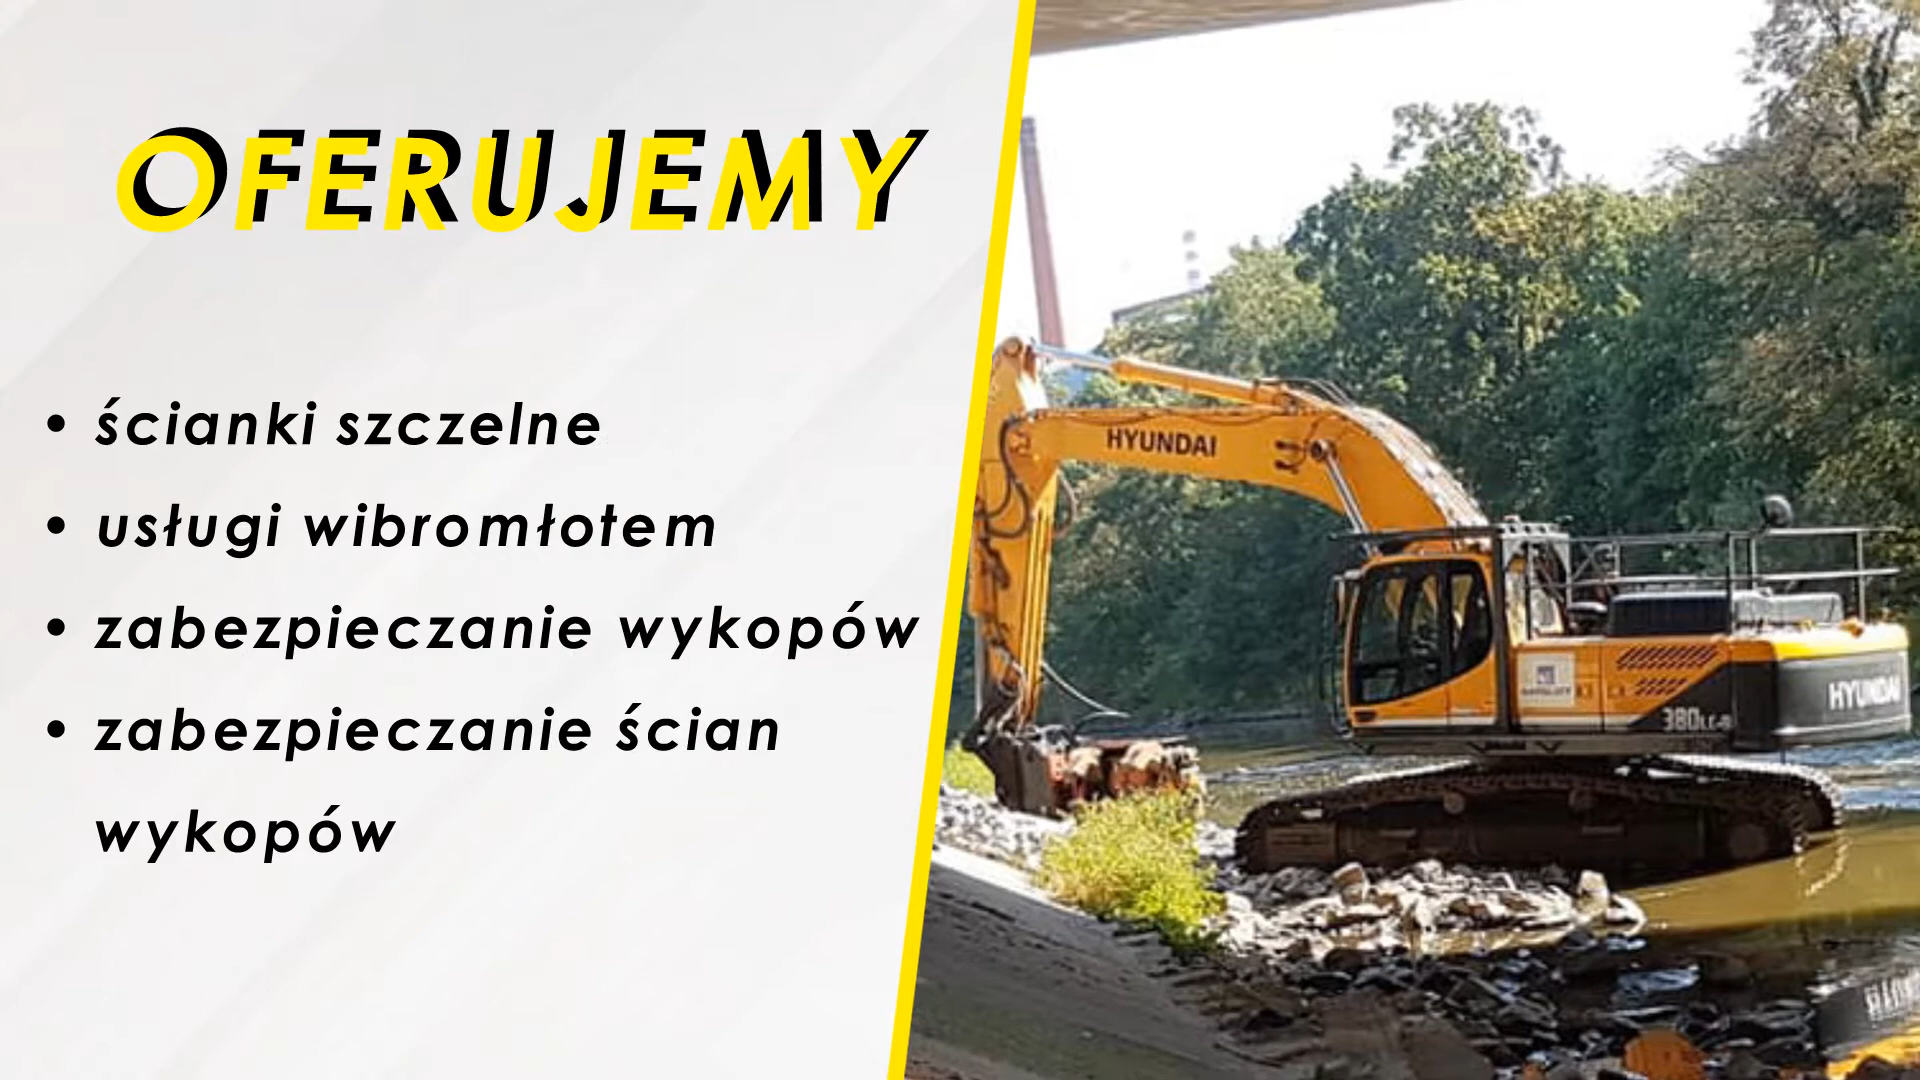 OFERUJEMY
• ścianki szczelne
• usługi wibromłotem
• zabezpieczanie wykopów
• zabezpieczanie ścian
wykopów
HYUNDAI
HYUNDAI
380LC-9